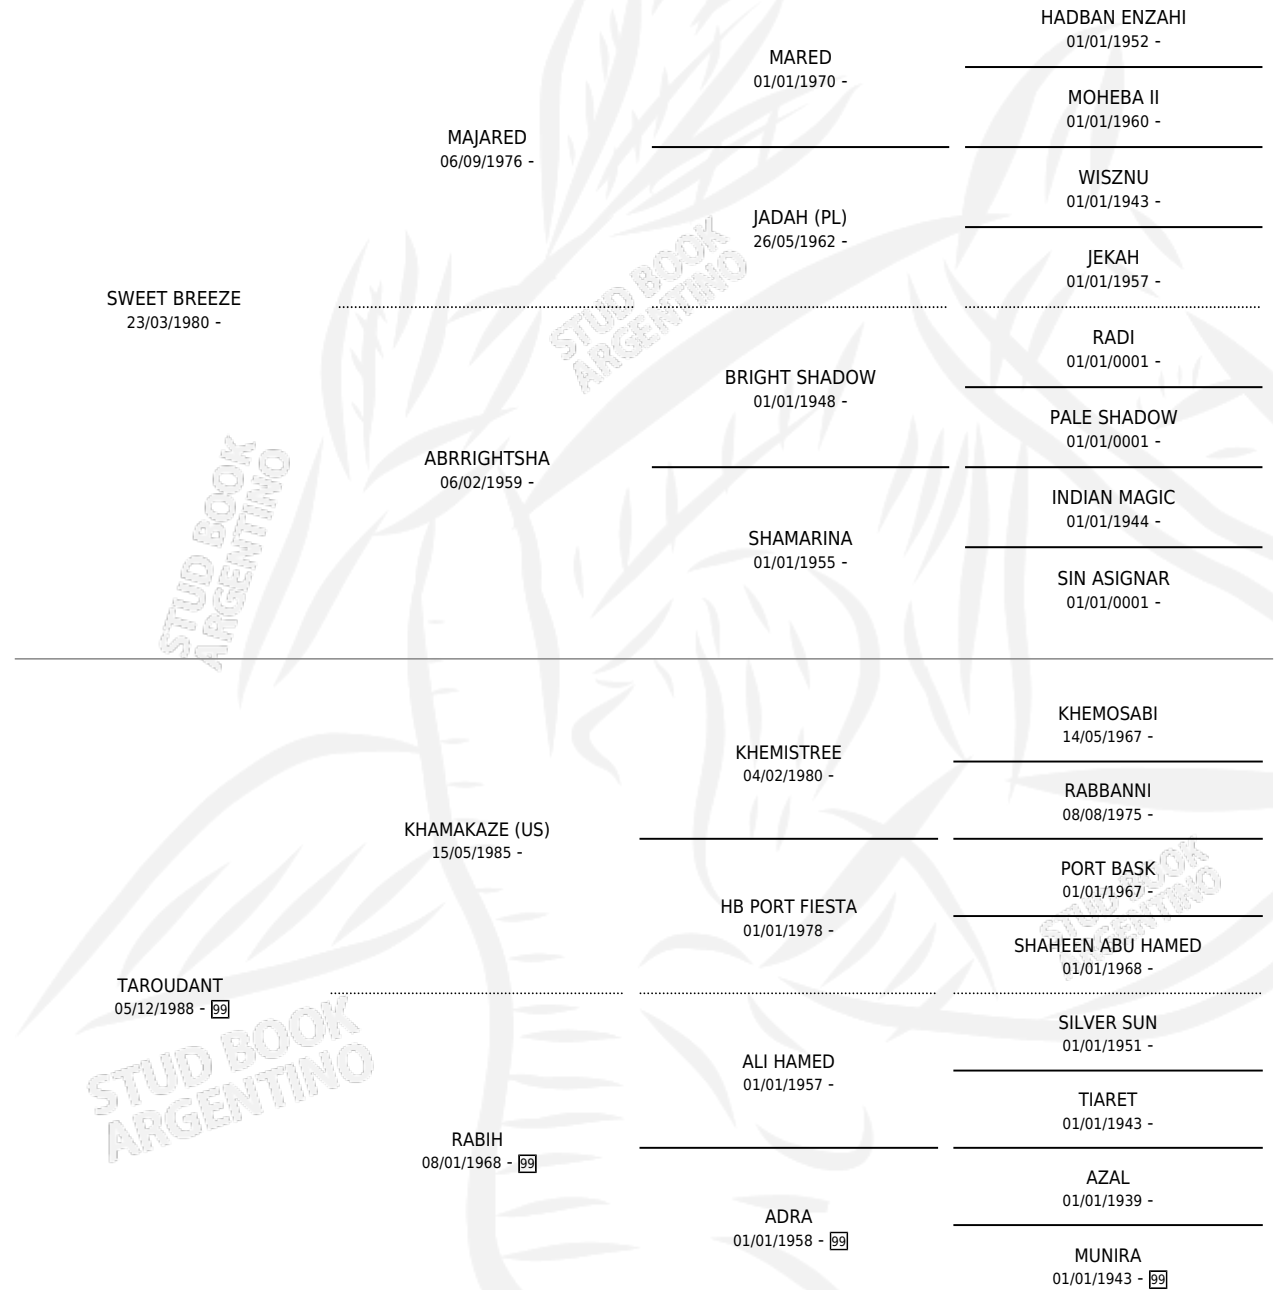 HADBAN ENZAHI
01/01/1952 -
MARED
01/01/1970 -
MOHEBA II
01/01/1960 -
MAJARED
06/09/1976 -
WISZNU
01/01/1943 -
JADAH (PL)
26/05/1962 -
JEKAH
01/01/1957 -
SWEET BREEZE
23/03/1980 -
STUD BOOK
ARGENTINO
RADI
01/01/0001 -
BRIGHT SHADOW
01/01/1948 -
PALE SHADOW
01/01/0001 -
ABRRIGHTSHA
06/02/1959 -
INDIAN MAGIC
01/01/1944 -
SHAMARINA
01/01/1955 -
SIN ASIGNAR
01/01/0001 -
STUD BOOK
ARGENTINO
KHEMOSABI
14/05/1967 -
KHEMISTREE
04/02/1980 -
RABBANNI
08/08/1975 -
KHAMAKAZE (US)
15/05/1985 -
PORT BASK
01/01/1967 -
HB PORT FIESTA
01/01/1978 -
SHAHEEN ABU HAMED
01/01/1968 -
STUD BOOK
ARGENTINO
TAROUDANT
05/12/1988 - 99
SILVER SUN
01/01/1951 -
ALI HAMED
01/01/1957 -
TIARET
01/01/1943 -
STUD BOOK
ARGENTINO
RABIH
08/01/1968 - 99
AZAL
01/01/1939 -
ADRA
01/01/1958 - 99
MUNIRA
01/01/1943 - 99